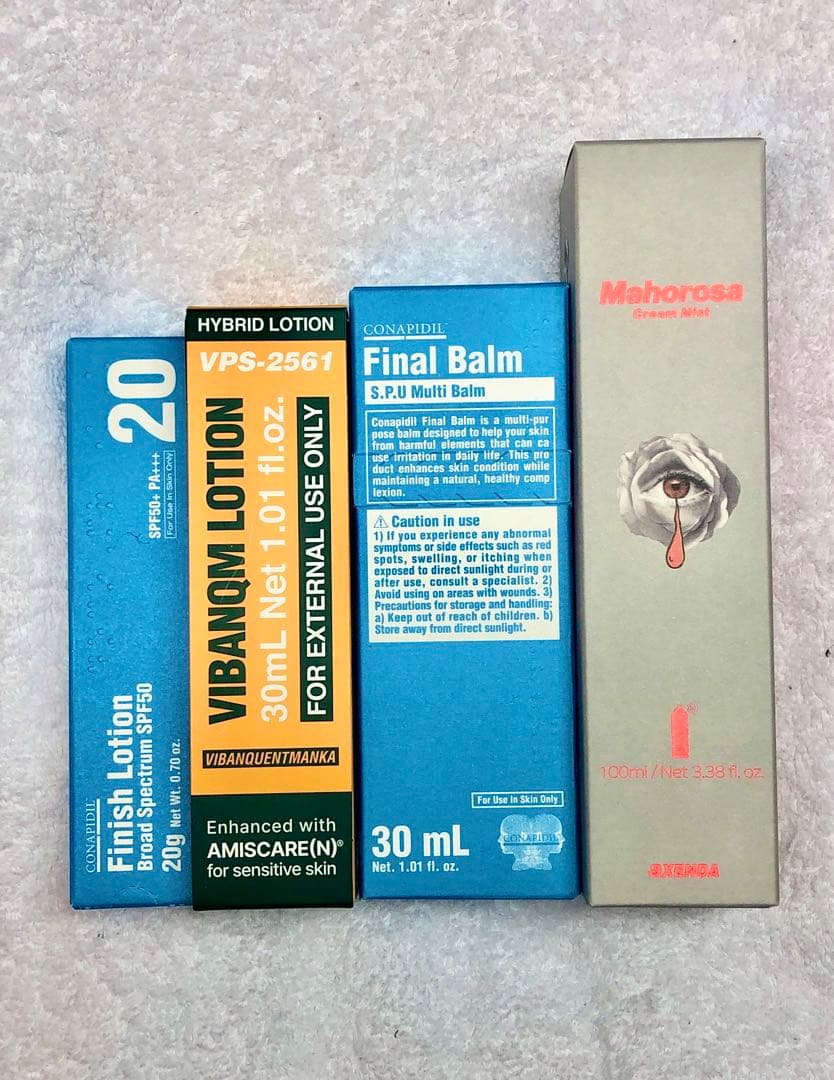 CONAPIDIL
Finish Lotion
Broad Spectrum SPF50
20g Net Wt. 0.70 oz.
SPF50+ PA+++
For Use In Skin Only
20
HYBRID LOTION
VPS-2561
VIBANQM LOTION
30mL Net 1.01 fl.oz.
FOR EXTERNAL USE ONLY
VIBANQUENTMANKA
Enhanced with
AMISCARE(N)®
for sensitive skin
CONAPIDIL
Final Balm
S.P.U Multi Balm
Conapidil Final Balm is a multi-pur
pose balm designed to help your skin
from harmful elements that can ca
use irritation in daily life. This pro
duct enhances skin condition while
maintaining a natural, healthy comp
lexion.
⚠ Caution in use
1) If you experience any abnormal
symptoms or side effects such as red
spots, swelling, or itching when
exposed to direct sunlight during or
after use, consult a specialist. 2)
Avoid using on areas with wounds. 3)
Precautions for storage and handling:
a) Keep out of reach of children. b)
Store away from direct sunlight.
For Use In Skin Only
30 mL
Net. 1.01 fl. oz.
CONAPIDIL
Mahorosa
Cream Mist
100ml / Net 3.38 fl. oz.